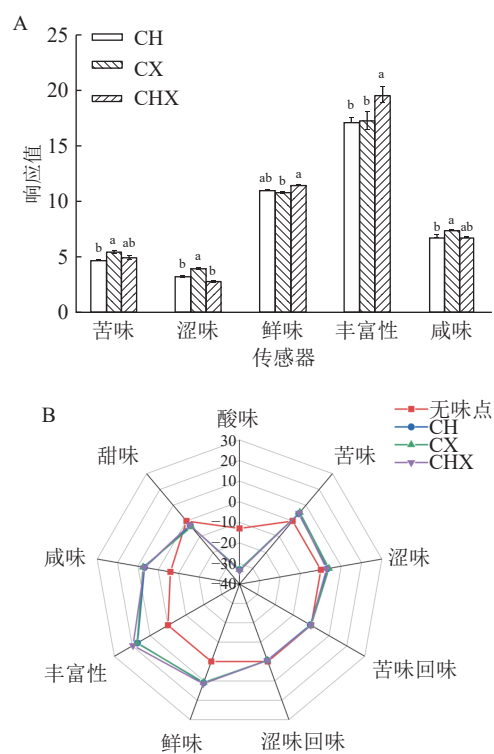 A
25
20
15
10
5
0
响应值
CH
CX
CHX
b a ab
b a b
ab b a
b b a
b a ab
苦味 涩味 鲜味 丰富性 咸味
传感器
B
无味点
CH
CX
CHX
酸味
苦味
涩味
苦味回味
涩味回味
鲜味
丰富性
咸味
甜味
30
20
10
0
−10
−20
−30
−40